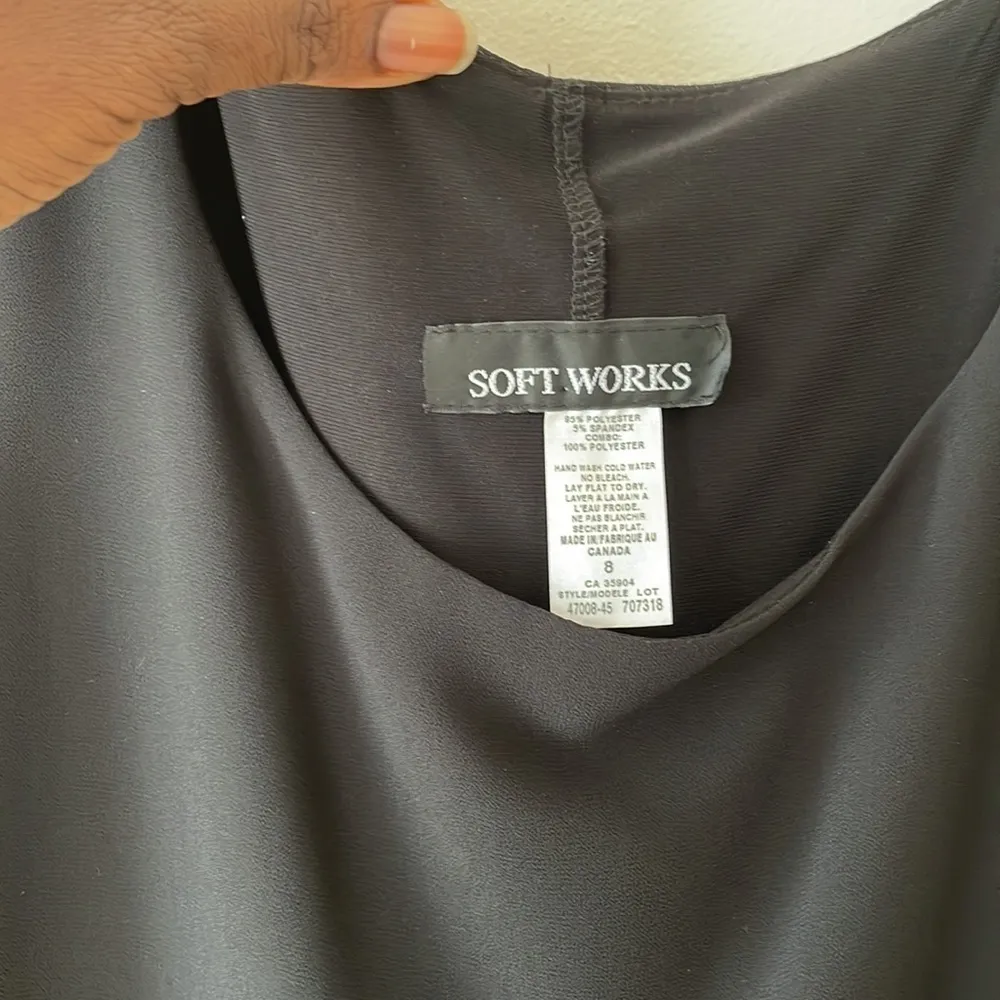 SOFT.WORKS
95% POLYESTER
5% SPANDEX
COMBO:
100% POLYESTER
HAND WASH COLD WATER
NO BLEACH.
LAY FLAT TO DRY.
LAVER A LA MAIN A
L'EAU FROIDE.
NE PAS BLANCHIR
SECHER A PLAT.
MADE IN/FABRIQUE AU
CANADA
8
CA 35904
STYLE/MODELE LOT
47008-45 707318